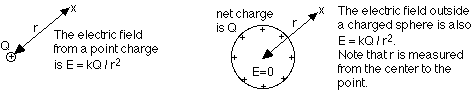 x
r
Q
+
The electric field
from a point charge
is E = kQ / r²
net charge
is Q
x
r
+ + + + + + + +
E=0
The electric field outside
a charged sphere is also
E = kQ / r².
Note that r is measured
from the center to the
point.